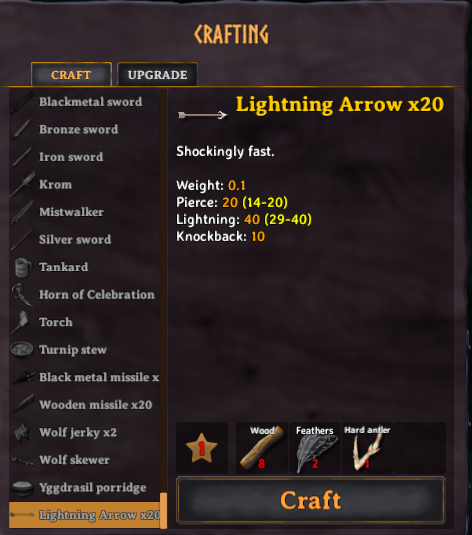 CRAFTING
CRAFT
UPGRADE
Blackmetal sword
Bronze sword
Iron sword
Krom
Mistwalker
Silver sword
Tankard
Horn of Celebration
Torch
Turnip stew
Black metal missile x
Wooden missile x20
Wolf jerky x2
Wolf skewer
Yggdrasil porridge
Lightning Arrow x20
Lightning Arrow x20
Shockingly fast.
Weight: 0.1
Pierce: 20 (14-20)
Lightning: 40 (29-40)
Knockback: 10
1
Wood
8
Feathers
2
Hard antler
1
Craft